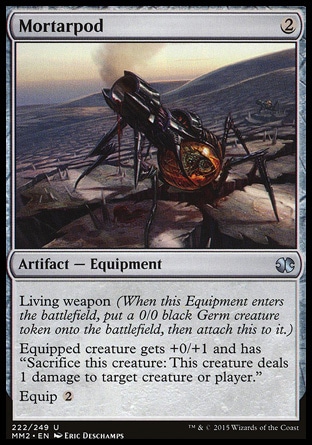 Mortarpod 2
Artifact — Equipment
Living weapon (When this Equipment enters
the battlefield, put a 0/0 black Germ creature
token onto the battlefield, then attach this to it.)
Equipped creature gets +0/+1 and has
“Sacrifice this creature: This creature deals
1 damage to target creature or player.”
Equip 2
222/249 U
MM2 • EN Eric Deschamps ™ & © 2015 Wizards of the Coast